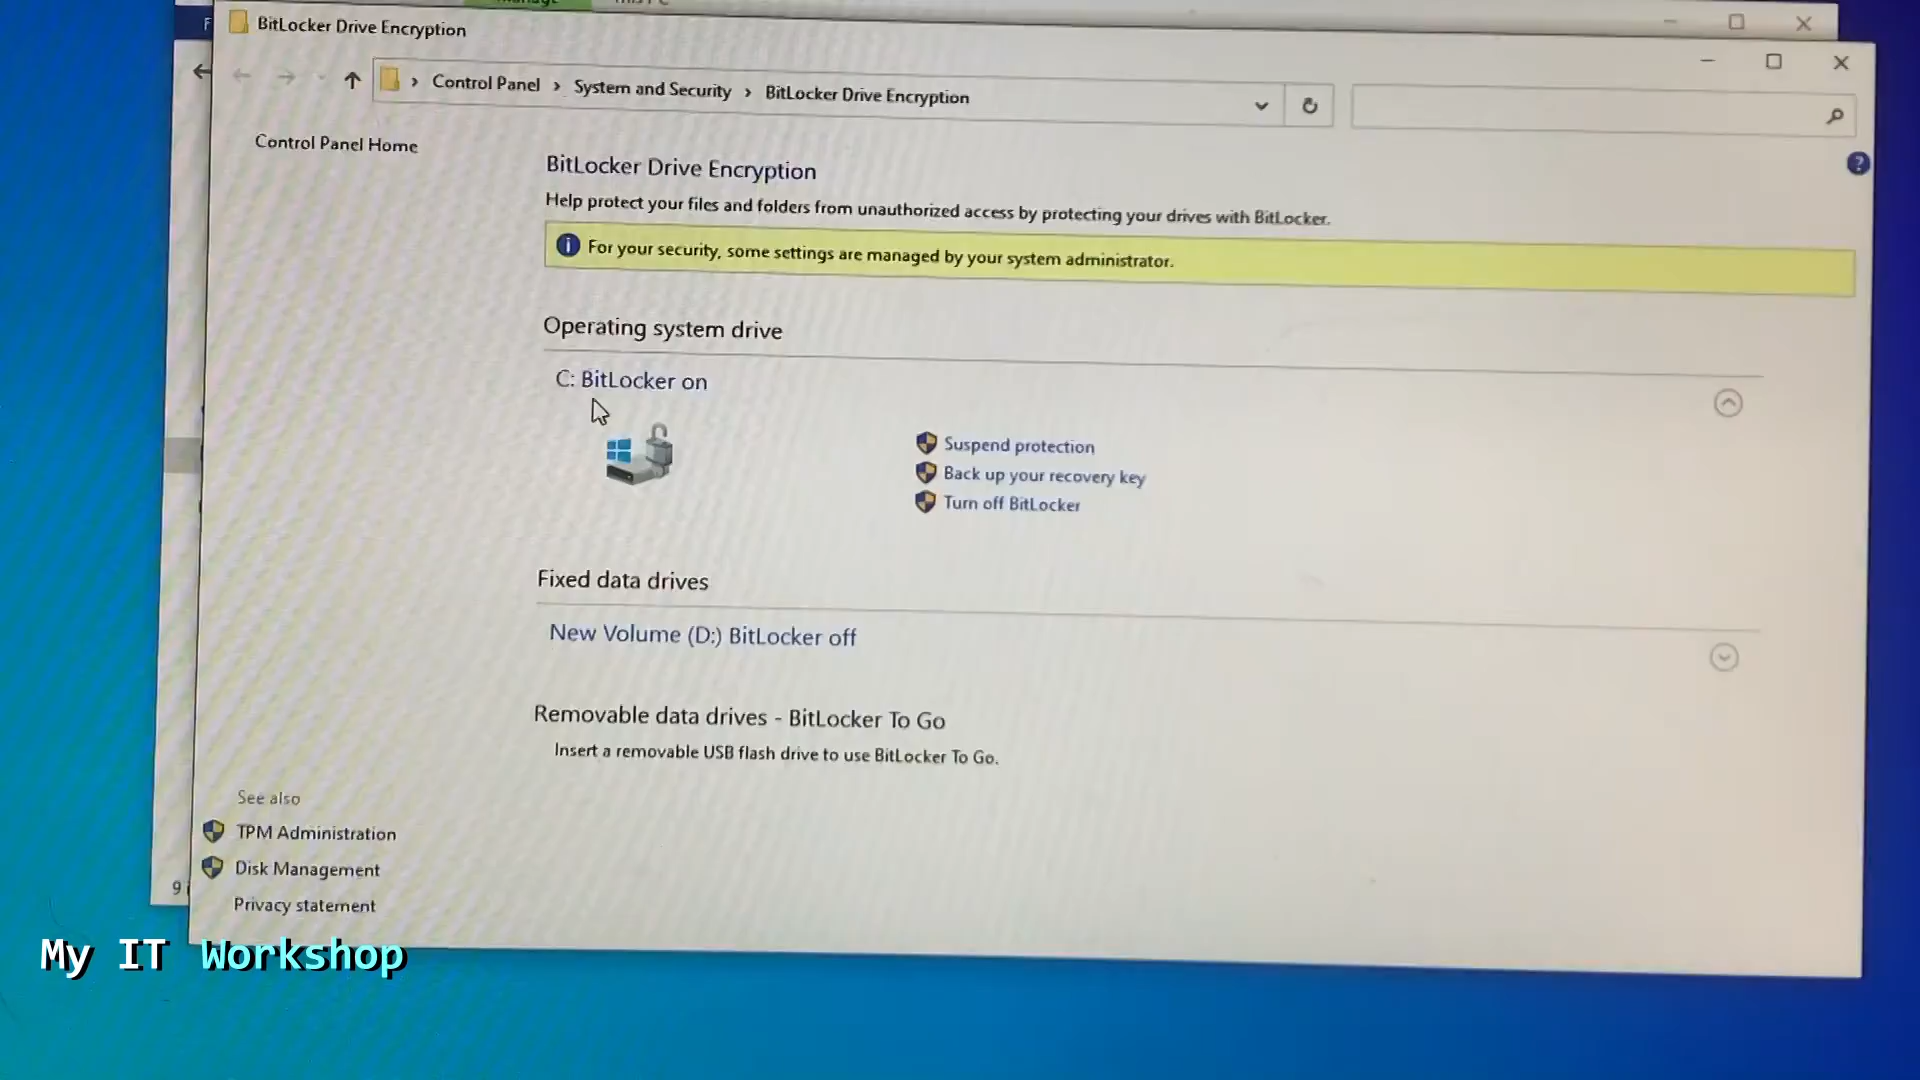 BitLocker Drive Encryption
Control Panel › System and Security › BitLocker Drive Encryption
Control Panel Home
BitLocker Drive Encryption
Help protect your files and folders from unauthorized access by protecting your drives with BitLocker.
For your security, some settings are managed by your system administrator.
Operating system drive
C: BitLocker on
Suspend protection
Back up your recovery key
Turn off BitLocker
Fixed data drives
New Volume (D:) BitLocker off
Removable data drives - BitLocker To Go
Insert a removable USB flash drive to use BitLocker To Go.
See also
TPM Administration
Disk Management
Privacy statement
9
My IT Workshop